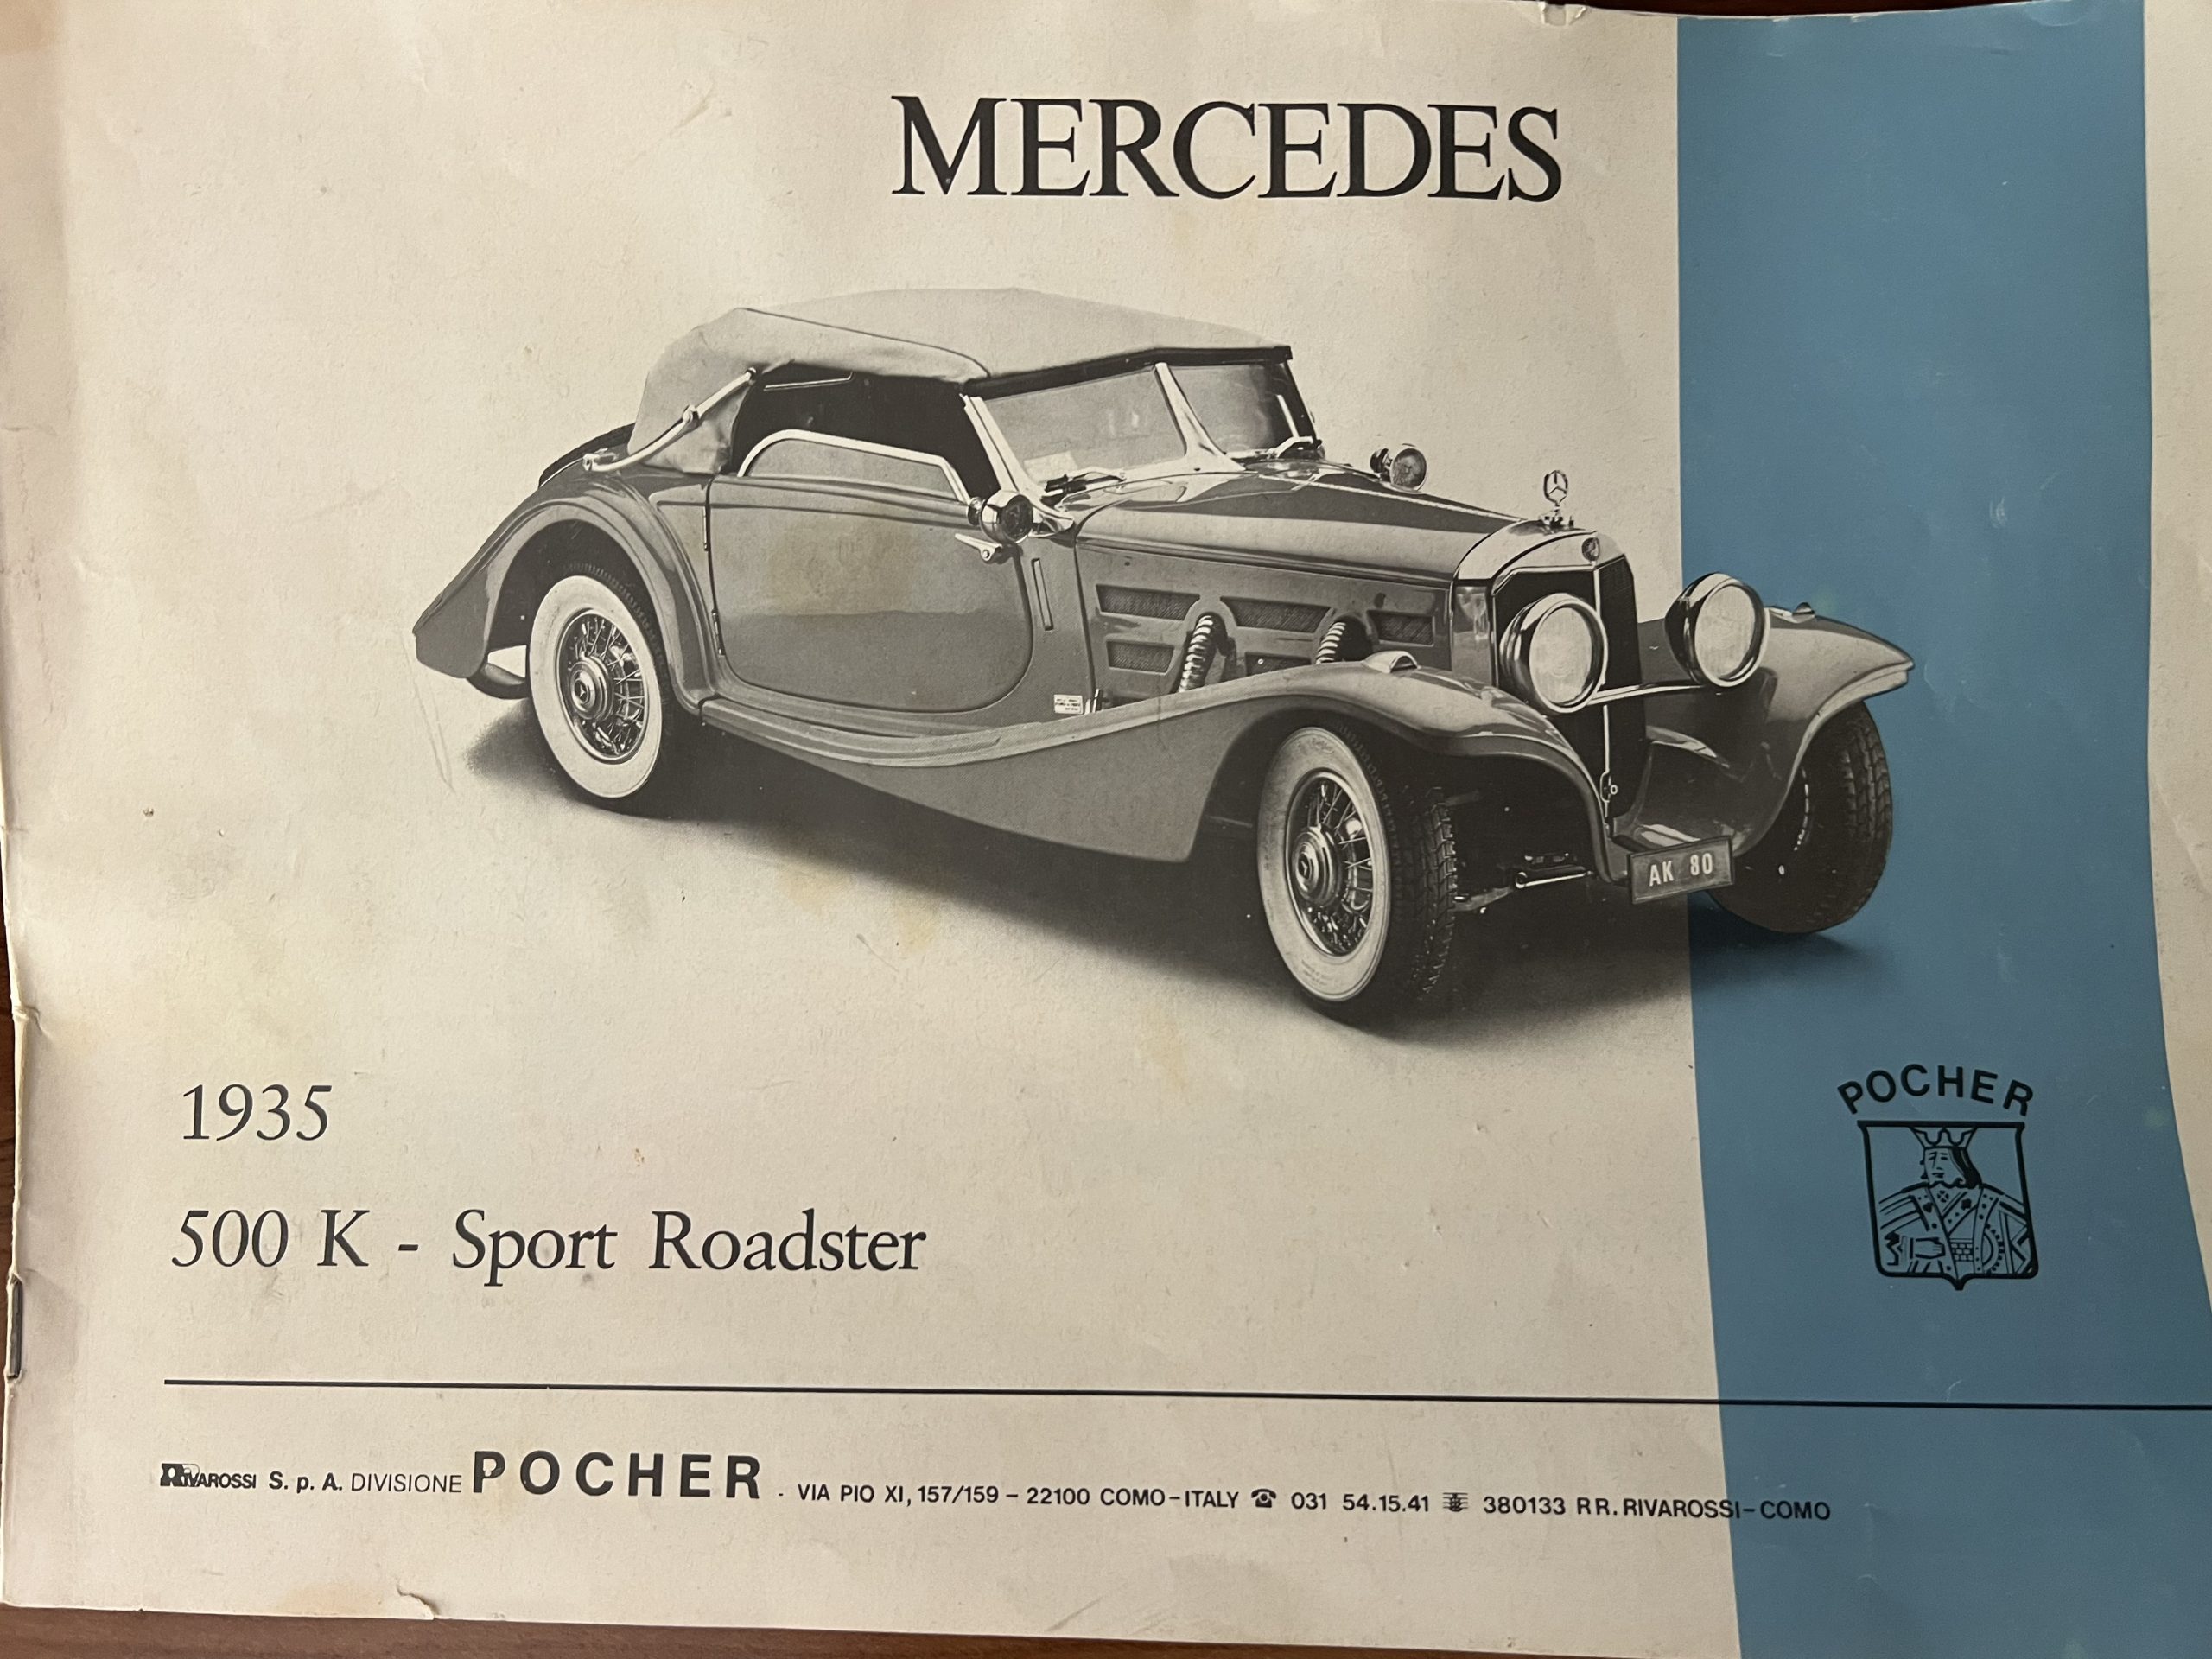 MERCEDES
AK 80
1935
500 K - Sport Roadster
POCHER
RIVAROSSI S. p. A. DIVISIONE POCHER - VIA PIO XI, 157/159 – 22100 COMO – ITALY ☎ 031 54.15.41 380133 RR. RIVAROSSI – COMO